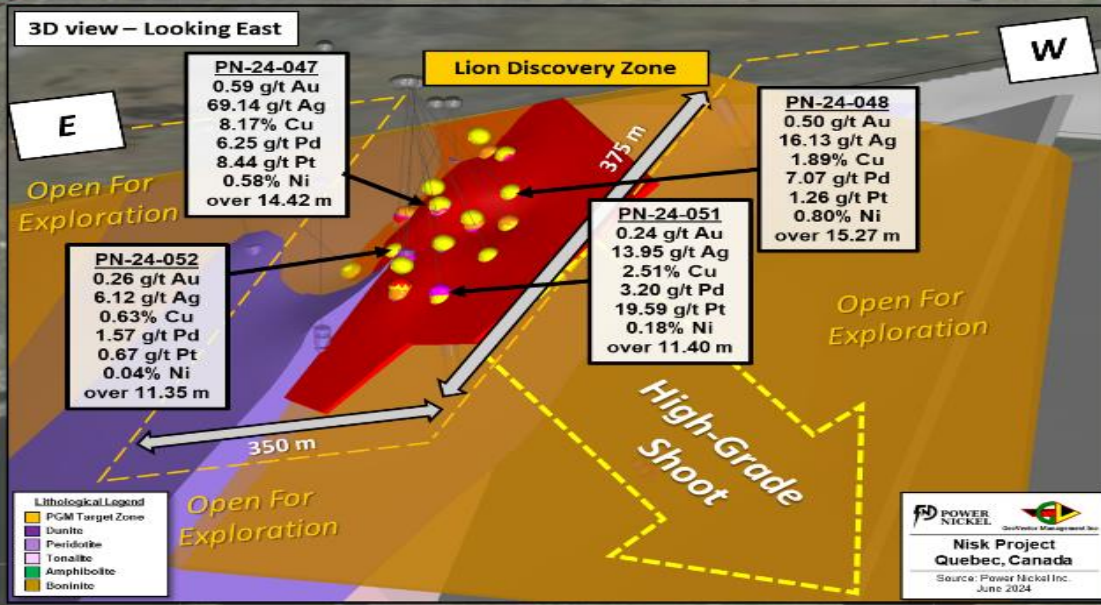 3D view – Looking East
E
W
Lion Discovery Zone
PN-24-047
0.59 g/t Au
69.14 g/t Ag
8.17% Cu
6.25 g/t Pd
8.44 g/t Pt
0.58% Ni
over 14.42 m
PN-24-048
0.50 g/t Au
16.13 g/t Ag
1.89% Cu
7.07 g/t Pd
1.26 g/t Pt
0.80% Ni
over 15.27 m
375 m
Open For
Exploration
PN-24-052
0.26 g/t Au
6.12 g/t Ag
0.63% Cu
1.57 g/t Pd
0.67 g/t Pt
0.04% Ni
over 11.35 m
PN-24-051
0.24 g/t Au
13.95 g/t Ag
2.51% Cu
3.20 g/t Pd
19.59 g/t Pt
0.18% Ni
over 11.40 m
Open For
Exploration
350 m
High-Grade
Shoot
Open For
Exploration
Lithological Legend
PGM Target Zone
Dunite
Peridotite
Tonalite
Amphibolite
Boninite
POWER
NICKEL
GeoVector Management Inc
Nisk Project
Quebec, Canada
Source: Power Nickel Inc.
June 2024